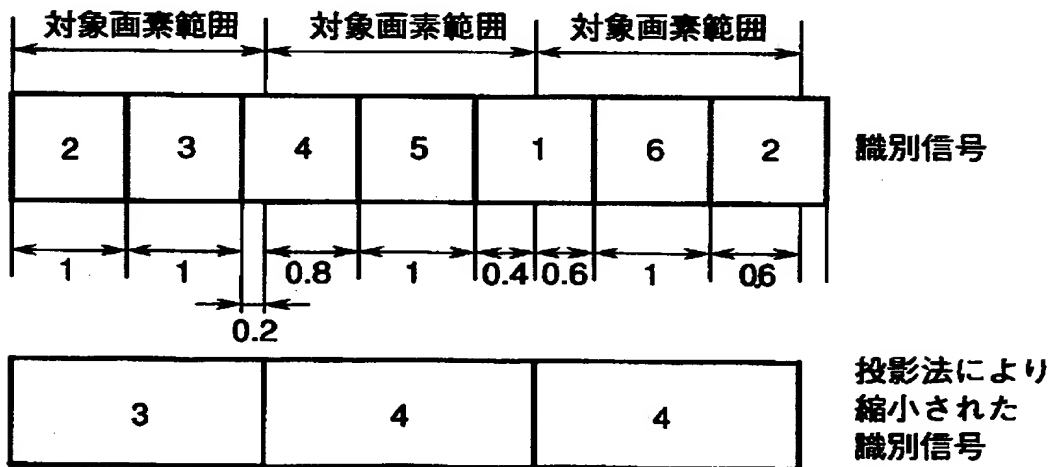 対象画素範囲 対象画素範囲 対象画素範囲
2 3 4 5 1 6 2 識別信号
1 1 0.8 1 0.4 0.6 1 0.6
0.2
3 4 4
投影法により
縮小された
識別信号